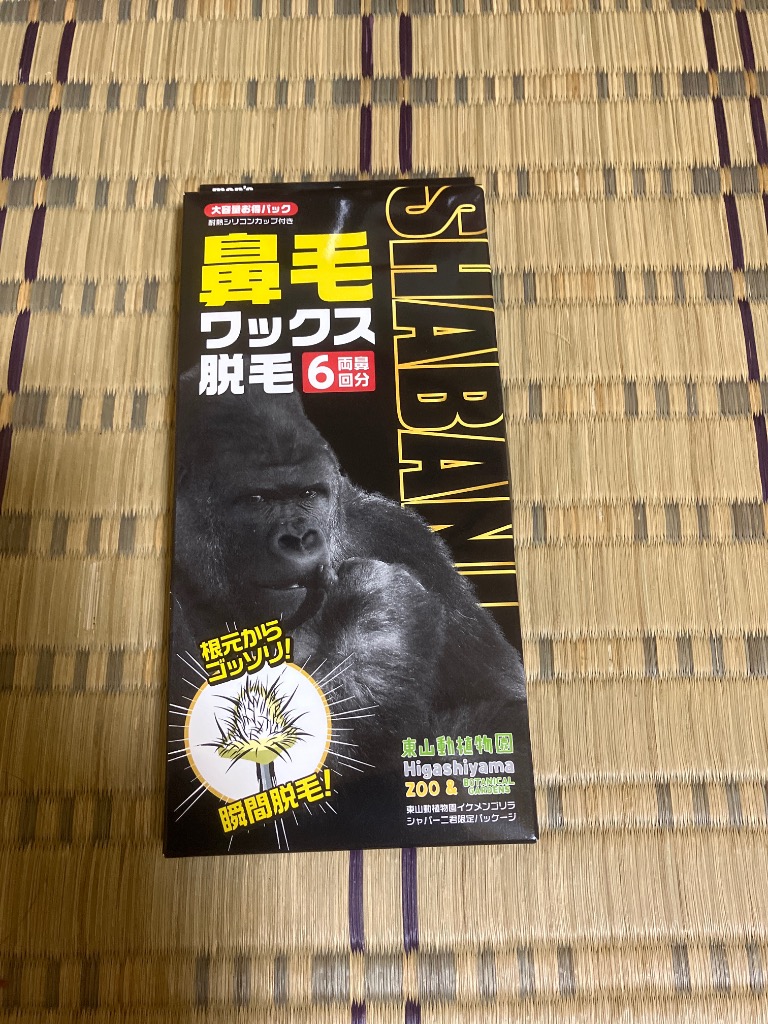 men's
大容量お得パック
耐熱シリコンカップ付き
鼻毛
ワックス
脱毛
6
両鼻
回分
SHABANI
根元から
ゴッソリ!
瞬間脱毛!
東山動植物園
Higashiyama
ZOO & BOTANICAL
GARDENS
東山動植物園イケメンゴリラ
シャバーニ君限定パッケージ